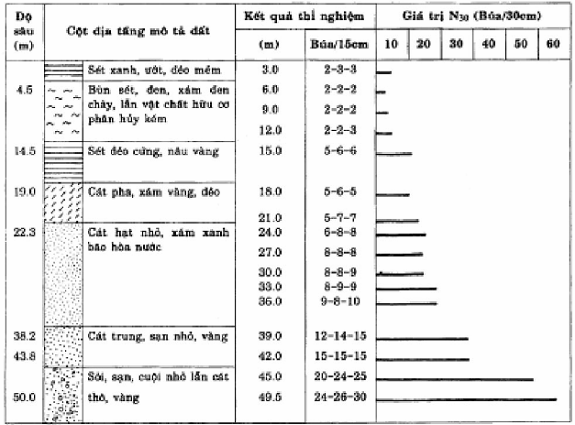 Độ sâu (m) | Cột địa tầng mô tả đất | Kết quả thí nghiệm | Giá trị N30 (Búa/30cm)
(m) | Búa/15cm | 10 20 30 40 50 60
Sét xanh, ướt, dẻo mềm | 3.0 | 2-3-3
4.5 | Bùn sét, đen, xám đen | 6.0 | 2-2-2
chảy, lẫn vật chất hữu cơ | 9.0 | 2-2-2
phân hủy kém | 12.0 | 2-2-3
14.5 | Sét dẻo cứng, nâu vàng | 15.0 | 5-6-6
19.0 | Cát pha, xám vàng, dẻo | 18.0 | 5-6-5
21.0 | 5-7-7
22.3 | Cát hạt nhỏ, xám xanh | 24.0 | 6-8-8
bão hòa nước | 27.0 | 8-8-8
30.0 | 8-8-9
33.0 | 8-9-9
36.0 | 9-8-10
38.2 | Cát trung, sạn nhỏ, vàng | 39.0 | 12-14-15
43.8 | 42.0 | 15-15-15
Sỏi, sạn, cuội nhỏ lẫn cát | 45.0 | 20-24-25
50.0 | thô, vàng | 49.5 | 24-26-30